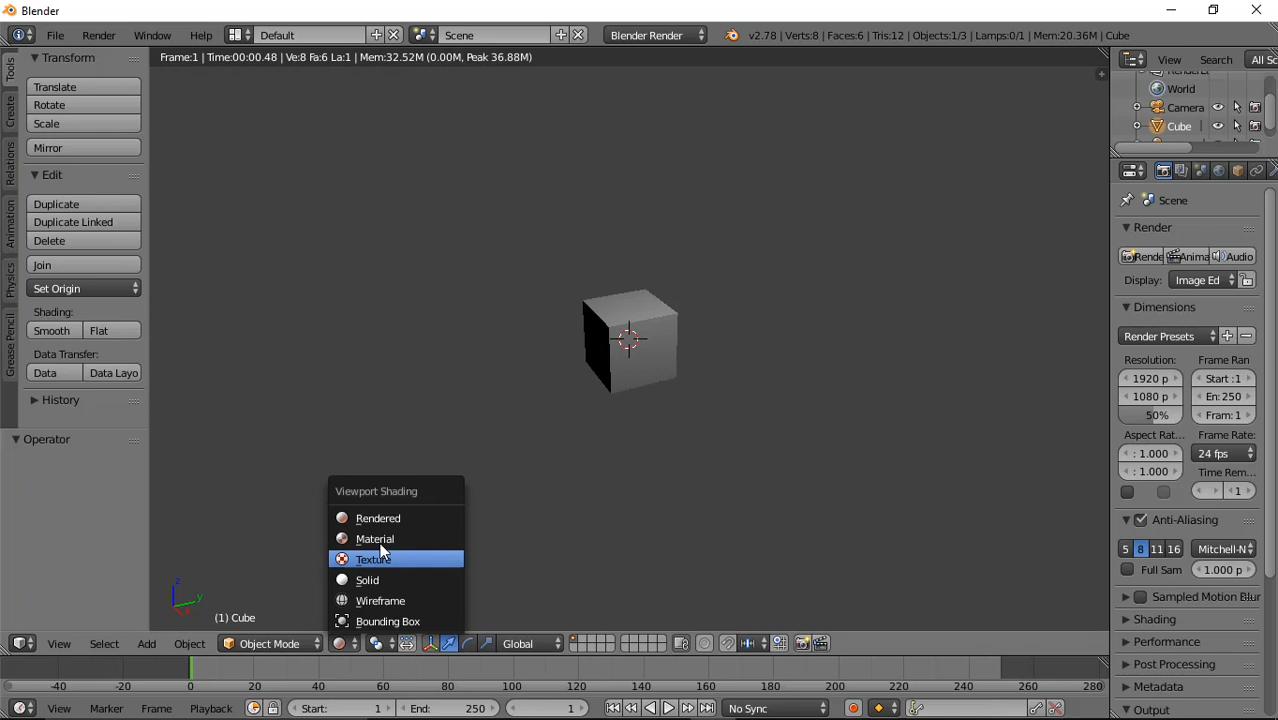 Blender
File Render Window Help Default Scene Blender Render v2.78 | Verts:8 | Faces:6 | Tris:12 | Objects:1/3 | Lamps:0/1 | Mem:20.36M | Cube
Frame:1 | Time:00:00.48 | Ve:8 Fa:6 La:1 | Mem:32.52M (0.00M, Peak 36.88M)
Tools
Create
Relations
Animation
Physics
Grease Pencil
Transform
Translate
Rotate
Scale
Mirror
Edit
Duplicate
Duplicate Linked
Delete
Join
Set Origin
Shading:
Smooth Flat
Data Transfer:
Data Data Layo
History
Operator
z
y
(1) Cube
Viewport Shading
Rendered
Material
Texture
Solid
Wireframe
Bounding Box
View Select Add Object Object Mode Global
View Search All Sc
World
Camera
Cube
Scene
Render
Rende Anima Audio
Display: Image Ed
Dimensions
Render Presets
Resolution: Frame Ran
1920 p Start :1
1080 p En: 250
50% Fram: 1
Aspect Rat... Frame Rate:
: 1.000 24 fps
: 1.000 Time Rem...
1
Anti-Aliasing
5 8 11 16 Mitchell-N
Full Sam 1.000 p
Sampled Motion Blur
Shading
Performance
Post Processing
Metadata
Output
-40 -20 0 20 40 60 80 100 120 140 160 180 200 220 240 260 280
View Marker Frame Playback Start: 1 End: 250 1 No Sync